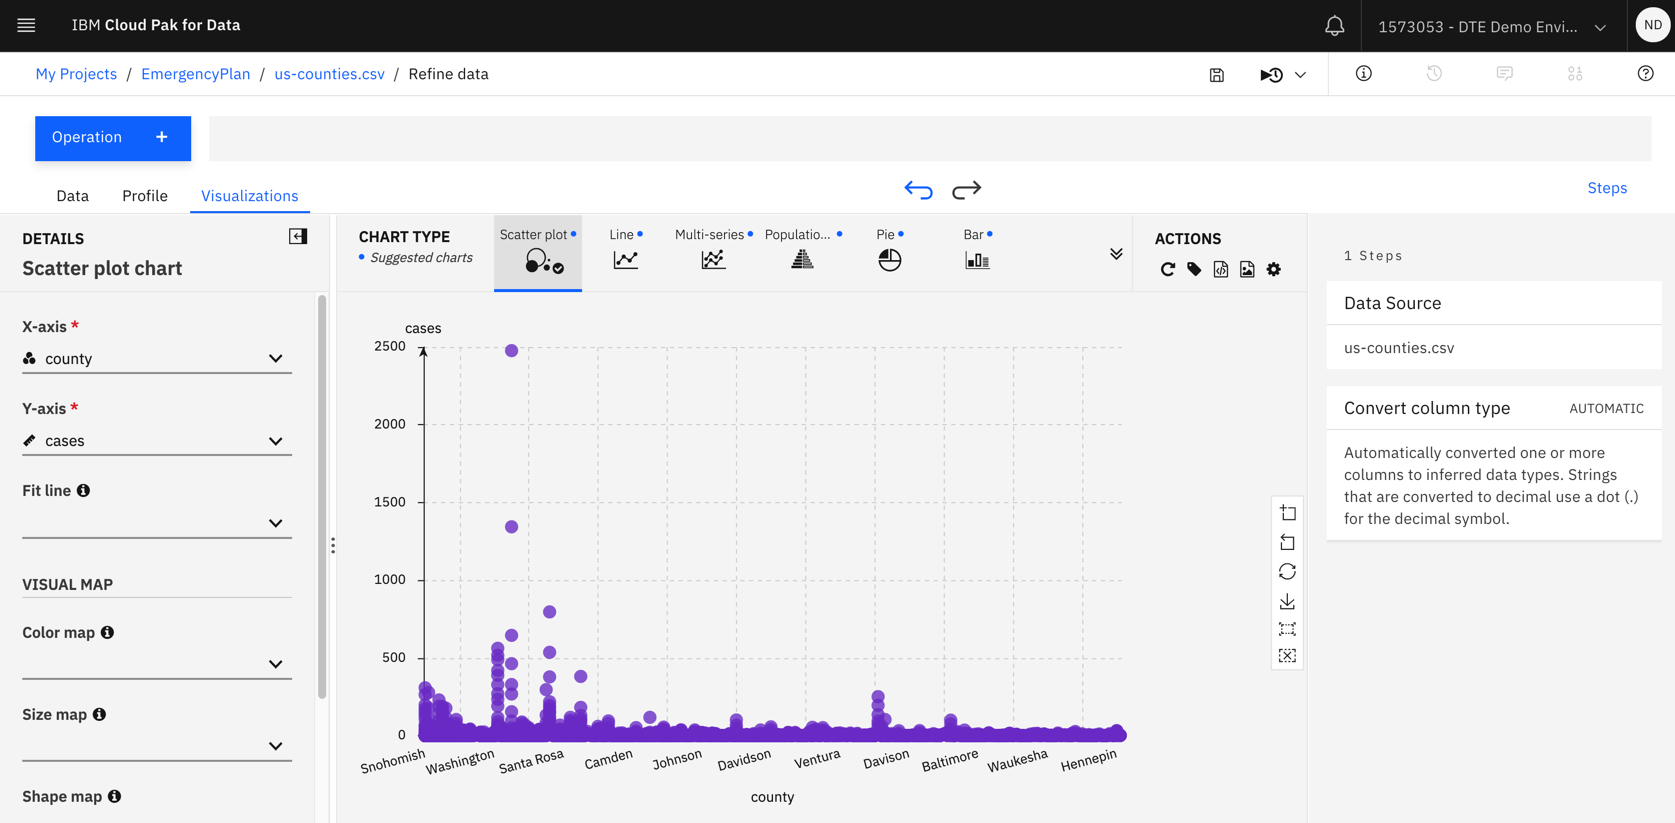 IBM Cloud Pak for Data
1573053 - DTE Demo Envi...
ND
My Projects / EmergencyPlan / us-counties.csv / Refine data
Operation +
Data
Profile
Visualizations
Steps
DETAILS
Scatter plot chart
X-axis *
county
Y-axis *
cases
Fit line
VISUAL MAP
Color map
Size map
Shape map
CHART TYPE
Suggested charts
Scatter plot
Line
Multi-series
Populatio...
Pie
Bar
ACTIONS
cases
2500
2000
1500
1000
500
0
Snohomish
Washington
Santa Rosa
Camden
Johnson
Davidson
Ventura
Davison
Baltimore
Waukesha
Hennepin
county
1 Steps
Data Source
us-counties.csv
Convert column type
AUTOMATIC
Automatically converted one or more
columns to inferred data types. Strings
that are converted to decimal use a dot (.)
for the decimal symbol.